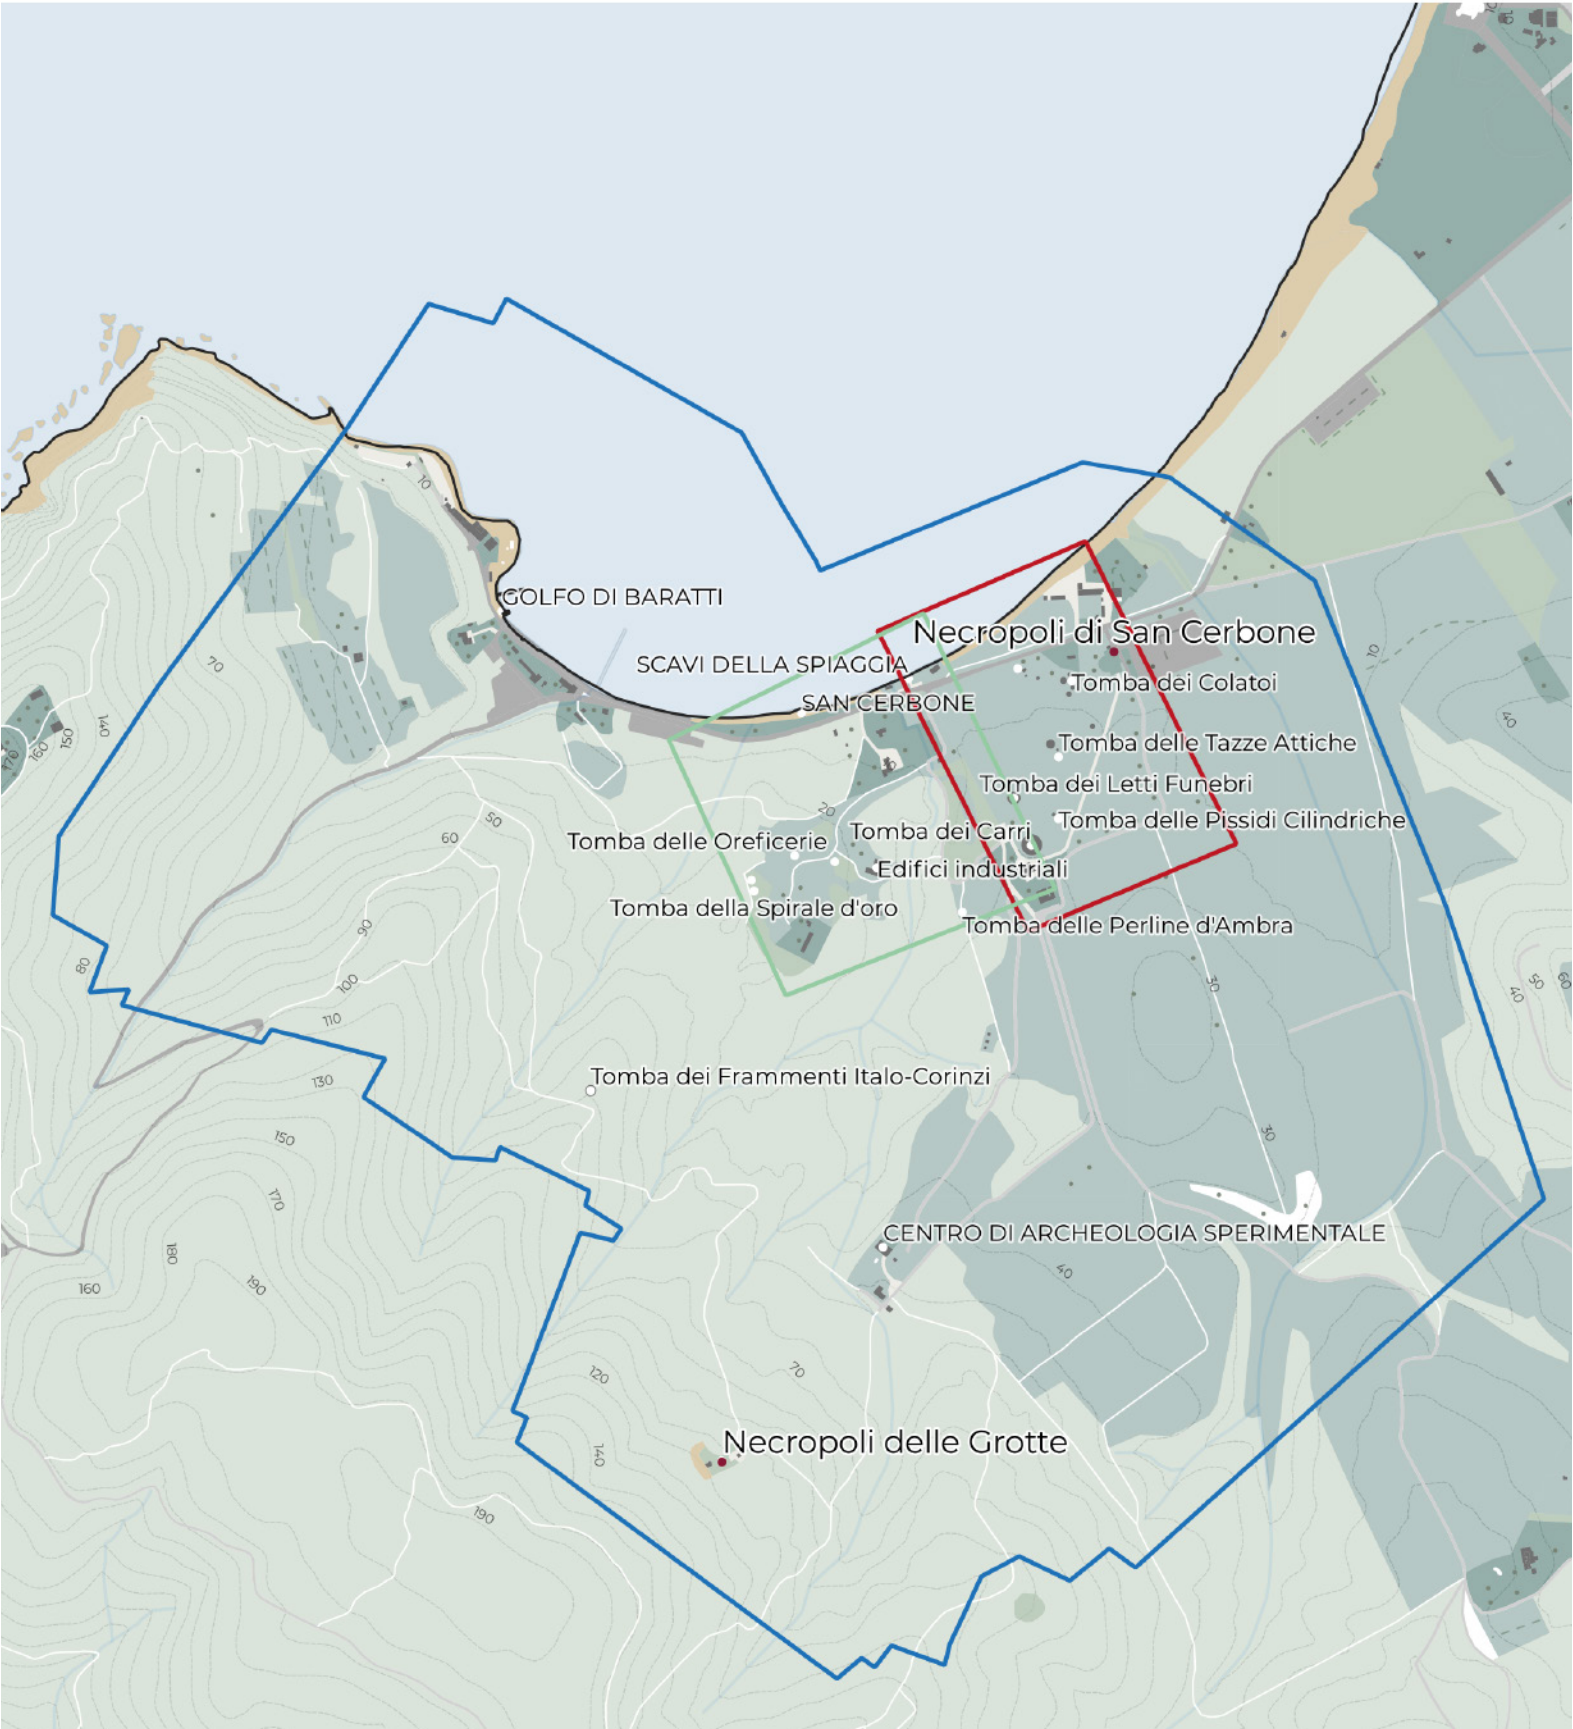 10
10
GOLFO DI BARATTI
Necropoli di San Cerbone
SCAVI DELLA SPIAGGIA
70
10
Tomba dei Colatoi
SAN CERBONE
140
150
160
170
40
Tomba delle Tazze Attiche
Tomba dei Letti Funebri
20
50
60
Tomba delle Pissidi Cilindriche
Tomba dei Carri
Tomba delle Oreficerie
Edifici industriali
Tomba della Spirale d'oro
Tomba delle Perline d'Ambra
90
80
100
30
40
50
60
110
Tomba dei Frammenti Italo-Corinzi
130
150
30
170
CENTRO DI ARCHEOLOGIA SPERIMENTALE
180
40
160
190
120
70
Necropoli delle Grotte
140
190